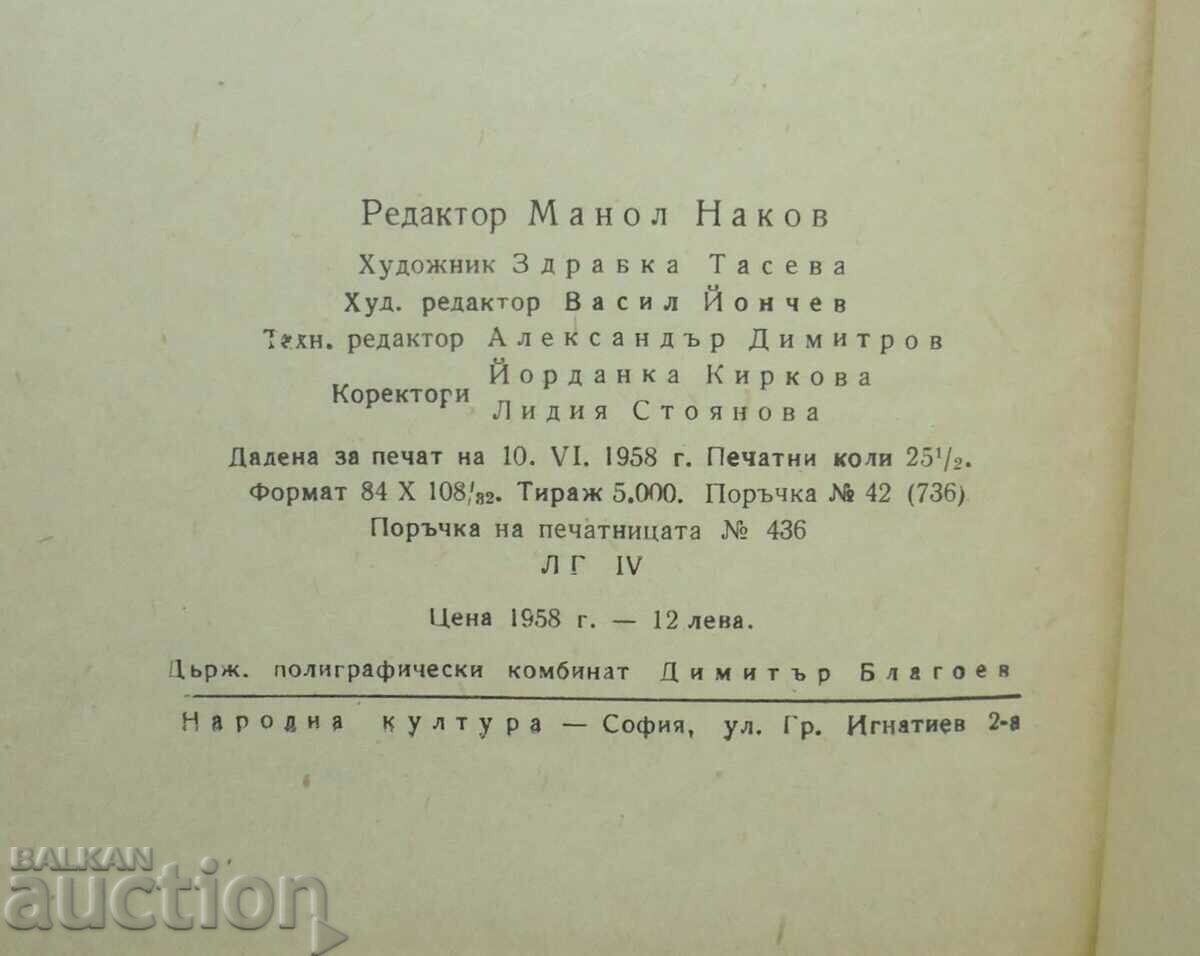 Редактор Манол Наков
Художник Здравка Тасева
Худ. редактор Васил Йончев
Техн. редактор Александър Димитров
Коректори Йорданка Киркова
Лидия Стоянова
Дадена за печат на 10. VI. 1958 г. Печатни коли 25¹/₂.
Формат 84 X 108/₃₂. Тираж 5.000. Поръчка № 42 (736)
Поръчка на печатницата № 436
ЛГ IV
Цена 1958 г. — 12 лева.
Държ. полиграфически комбинат Димитър Благоев
Народна култура — София, ул. Гр. Игнатиев 2-а
BALKAN
auction